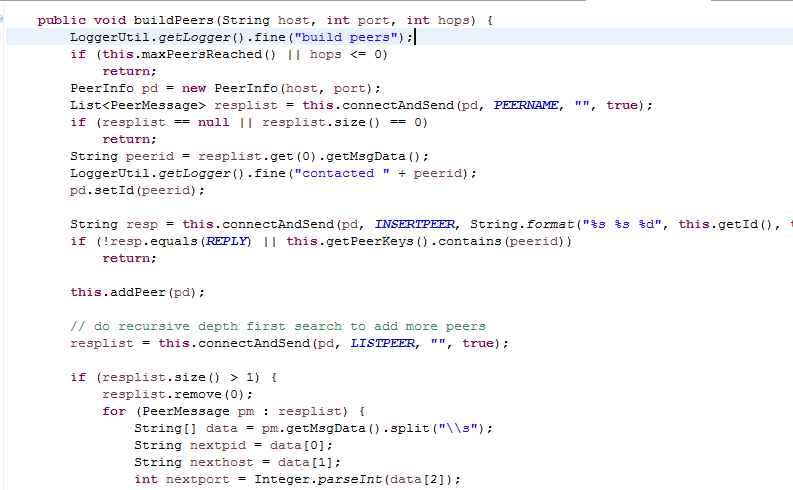 public void buildPeers(String host, int port, int hops) {
LoggerUtil.getLogger().fine("build peers");
if (this.maxPeersReached() || hops <= 0)
return;
PeerInfo pd = new PeerInfo(host, port);
List<PeerMessage> resplist = this.connectAndSend(pd, PEERNAME, "", true);
if (resplist == null || resplist.size() == 0)
return;
String peerid = resplist.get(0).getMsgData();
LoggerUtil.getLogger().fine("contacted " + peerid);
pd.setId(peerid);
String resp = this.connectAndSend(pd, INSERTPEER, String.format("%s %s %d", this.getId(),
if (!resp.equals(REPLY) || this.getPeerKeys().contains(peerid))
return;
this.addPeer(pd);
// do recursive depth first search to add more peers
resplist = this.connectAndSend(pd, LISTPEER, "", true);
if (resplist.size() > 1) {
resplist.remove(0);
for (PeerMessage pm : resplist) {
String[] data = pm.getMsgData().split("\\s");
String nextpid = data[0];
String nexthost = data[1];
int nextport = Integer.parseInt(data[2]);